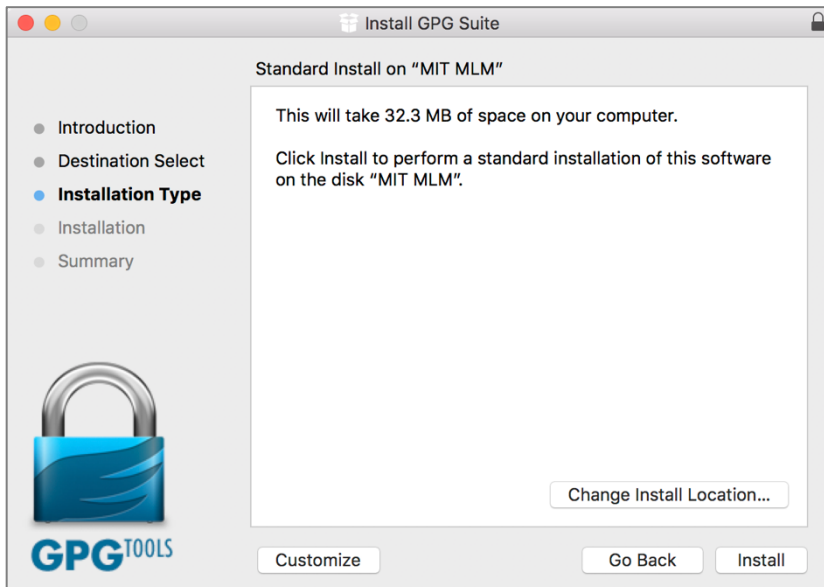 Install GPG Suite
Standard Install on “MIT MLM”
Introduction
Destination Select
Installation Type
Installation
Summary
This will take 32.3 MB of space on your computer.
Click Install to perform a standard installation of this software
on the disk “MIT MLM”.
Change Install Location...
GPGTOOLS
Customize
Go Back
Install